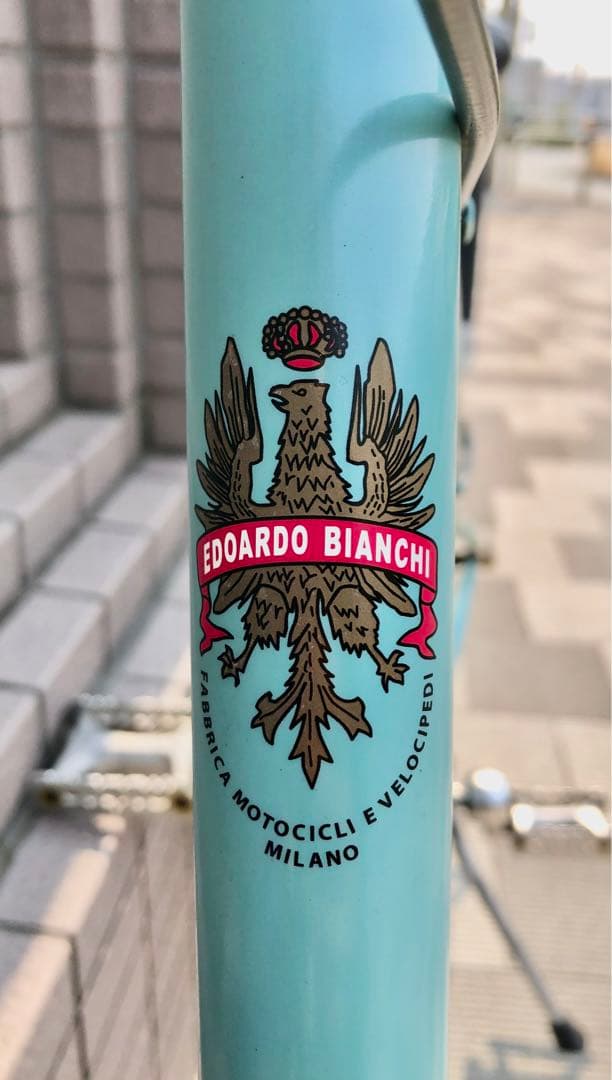 EDOARDO BIANCHI
FABBRICA MOTOCICLI E VELOCIPEDI
MILANO